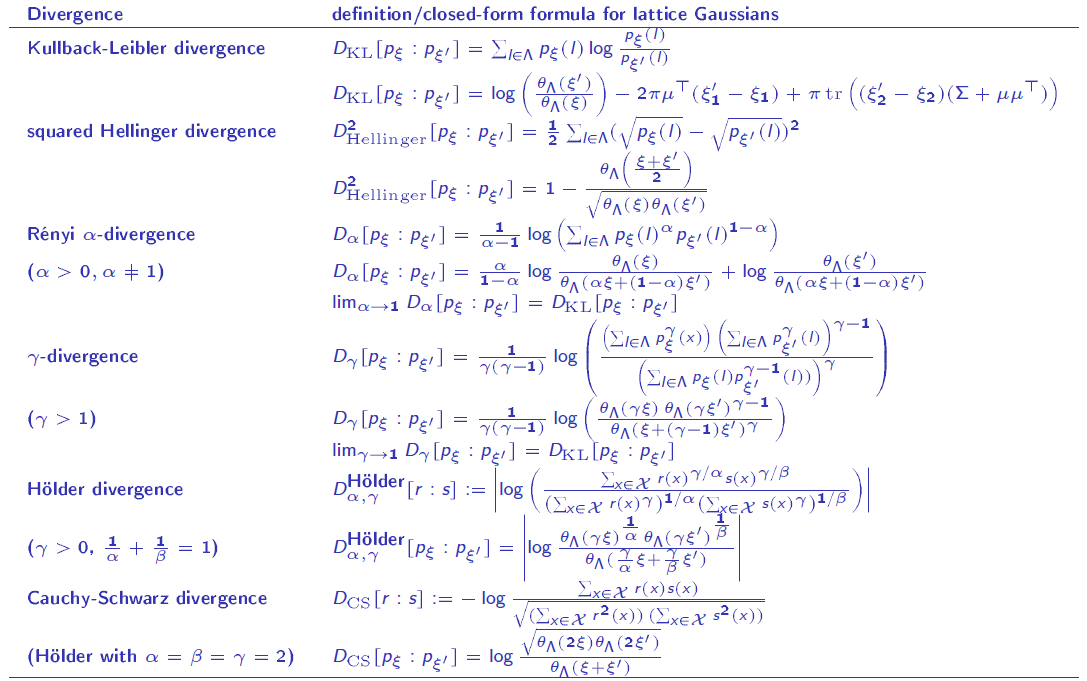 Divergence definition/closed-form formula for lattice Gaussians
Kullback-Leibler divergence $D_{\mathrm{KL}}[p_\xi : p_{\xi'}] = \sum_{l\in\Lambda} p_\xi(l) \log \frac{p_\xi(l)}{p_{\xi'}(l)}$
$D_{\mathrm{KL}}[p_\xi : p_{\xi'}] = \log\left(\frac{\theta_\Lambda(\xi')}{\theta_\Lambda(\xi)}\right) - 2\pi\mu^\top(\xi'_1 - \xi_1) + \pi \operatorname{tr}\left((\xi'_2 - \xi_2)(\Sigma + \mu\mu^\top)\right)$
squared Hellinger divergence $D^2_{\mathrm{Hellinger}}[p_\xi : p_{\xi'}] = \frac{1}{2} \sum_{l\in\Lambda} (\sqrt{p_\xi(l)} - \sqrt{p_{\xi'}(l)})^2$
$D^2_{\mathrm{Hellinger}}[p_\xi : p_{\xi'}] = 1 - \frac{\theta_\Lambda\left(\frac{\xi+\xi'}{2}\right)}{\sqrt{\theta_\Lambda(\xi)\theta_\Lambda(\xi')}}$
Rényi α-divergence $D_\alpha[p_\xi : p_{\xi'}] = \frac{1}{\alpha-1} \log\left(\sum_{l\in\Lambda} p_\xi(l)^\alpha p_{\xi'}(l)^{1-\alpha}\right)$
(α > 0, α ≠ 1) $D_\alpha[p_\xi : p_{\xi'}] = \frac{\alpha}{1-\alpha} \log \frac{\theta_\Lambda(\xi)}{\theta_\Lambda(\alpha\xi+(1-\alpha)\xi')} + \log \frac{\theta_\Lambda(\xi')}{\theta_\Lambda(\alpha\xi+(1-\alpha)\xi')}$
$\lim_{\alpha\to 1} D_\alpha[p_\xi : p_{\xi'}] = D_{\mathrm{KL}}[p_\xi : p_{\xi'}]$
γ-divergence $D_\gamma[p_\xi : p_{\xi'}] = \frac{1}{\gamma(\gamma-1)} \log\left(\frac{\left(\sum_{l\in\Lambda} p_\xi^\gamma(x)\right)\left(\sum_{l\in\Lambda} p_{\xi'}^\gamma(l)\right)^{\gamma-1}}{\left(\sum_{l\in\Lambda} p_\xi(l) p_{\xi'}^{\gamma-1}(l))\right)^\gamma}\right)$
(γ > 1) $D_\gamma[p_\xi : p_{\xi'}] = \frac{1}{\gamma(\gamma-1)} \log\left(\frac{\theta_\Lambda(\gamma\xi)\, \theta_\Lambda(\gamma\xi')^{\gamma-1}}{\theta_\Lambda(\xi+(\gamma-1)\xi')^\gamma}\right)$
$\lim_{\gamma\to 1} D_\gamma[p_\xi : p_{\xi'}] = D_{\mathrm{KL}}[p_\xi : p_{\xi'}]$
Hölder divergence $D^{\text{Hölder}}_{\alpha,\gamma}[r : s] := \left|\log\left(\frac{\sum_{x\in\mathcal{X}} r(x)^{\gamma/\alpha} s(x)^{\gamma/\beta}}{(\sum_{x\in\mathcal{X}} r(x)^\gamma)^{1/\alpha} (\sum_{x\in\mathcal{X}} s(x)^\gamma)^{1/\beta}}\right)\right|$
(γ > 0, $\frac{1}{\alpha} + \frac{1}{\beta} = 1$) $D^{\text{Hölder}}_{\alpha,\gamma}[p_\xi : p_{\xi'}] = \left|\log \frac{\theta_\Lambda(\gamma\xi)^{\frac{1}{\alpha}} \theta_\Lambda(\gamma\xi')^{\frac{1}{\beta}}}{\theta_\Lambda(\frac{\gamma}{\alpha}\xi + \frac{\gamma}{\beta}\xi')}\right|$
Cauchy-Schwarz divergence $D_{\mathrm{CS}}[r : s] := -\log \frac{\sum_{x\in\mathcal{X}} r(x)s(x)}{\sqrt{(\sum_{x\in\mathcal{X}} r^2(x))\,(\sum_{x\in\mathcal{X}} s^2(x))}}$
(Hölder with α = β = γ = 2) $D_{\mathrm{CS}}[p_\xi : p_{\xi'}] = \log \frac{\sqrt{\theta_\Lambda(2\xi)\theta_\Lambda(2\xi')}}{\theta_\Lambda(\xi+\xi')}$